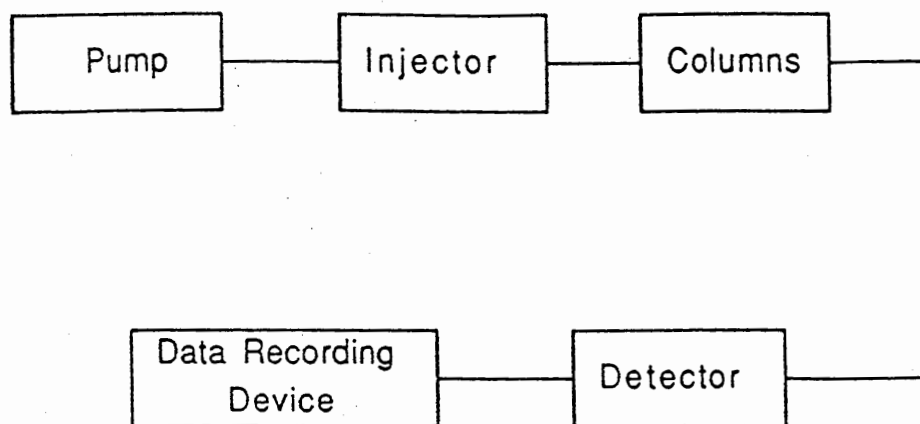 Pump
Injector
Columns
Data Recording
Device
Detector